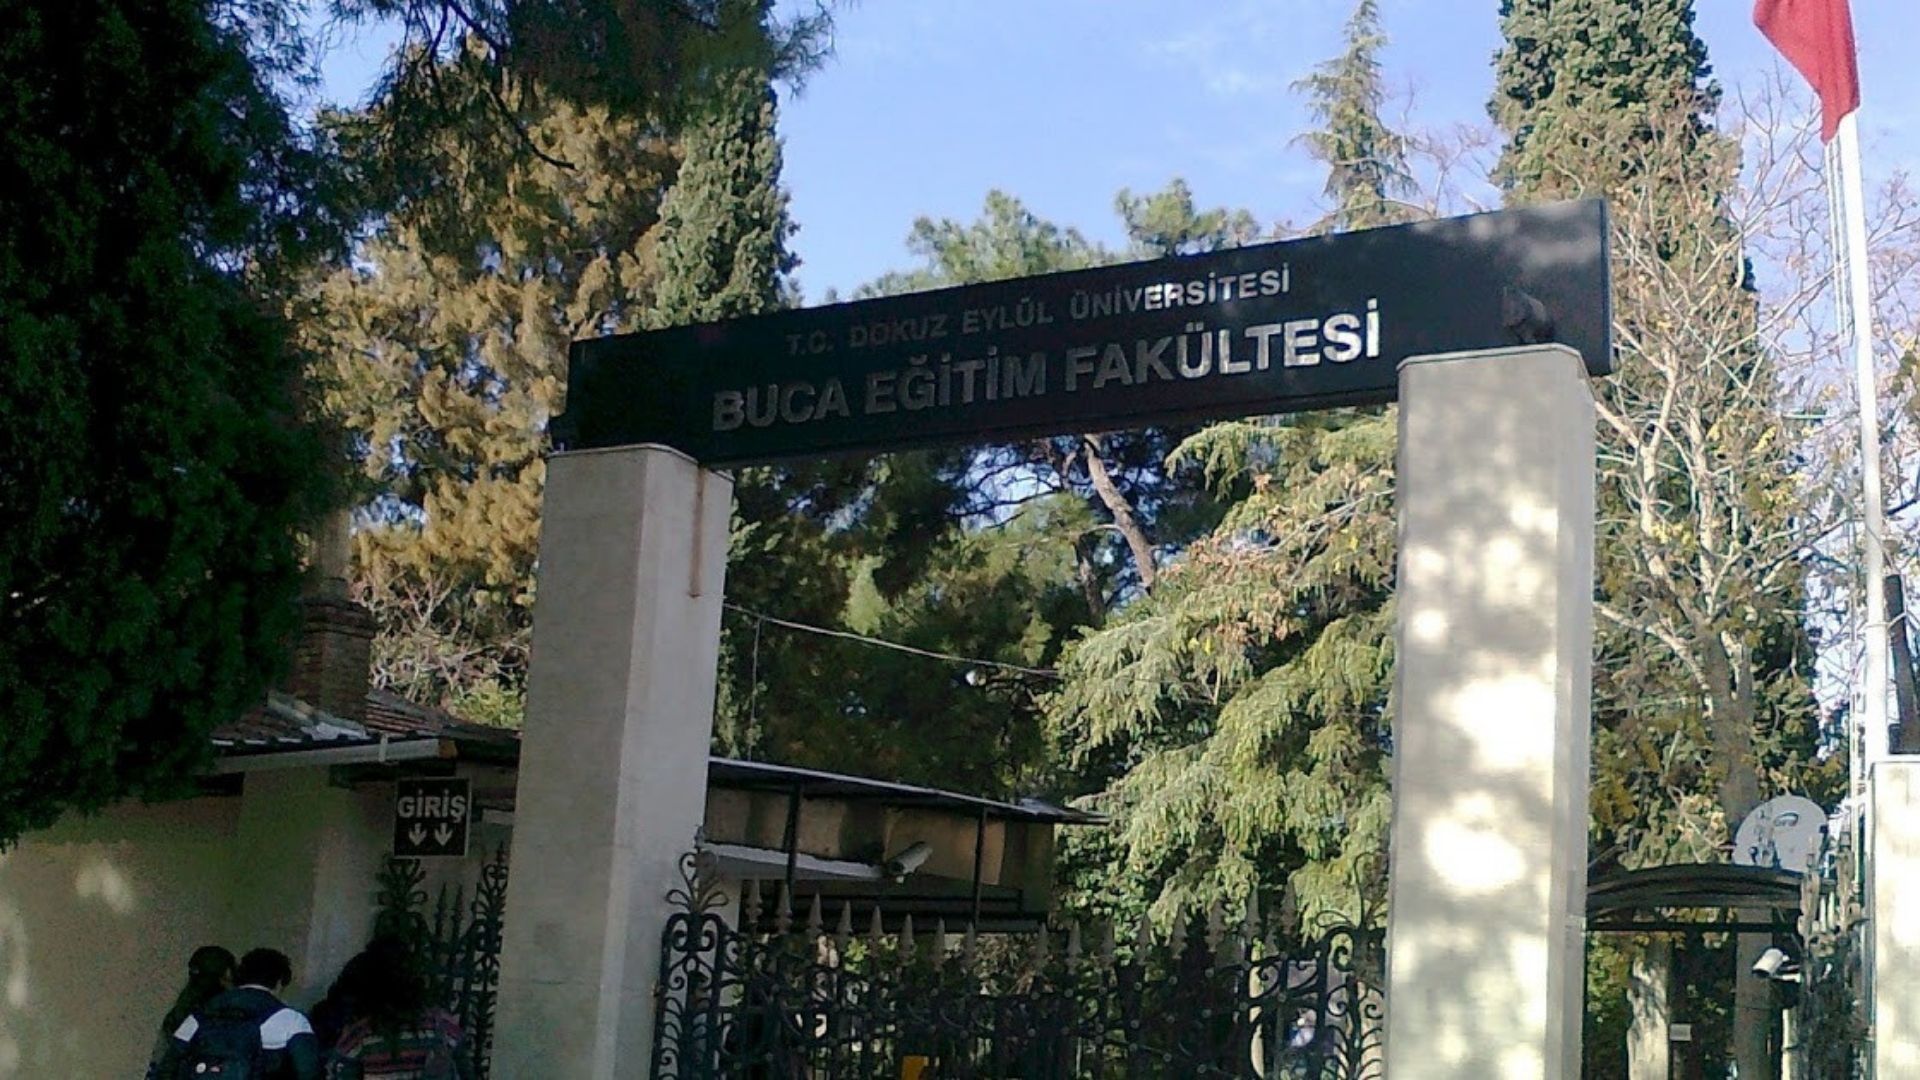 T.C. DOKUZ EYLÜL ÜNİVERSİTESİ
BUCA EĞİTİM FAKÜLTESİ
GİRİŞ